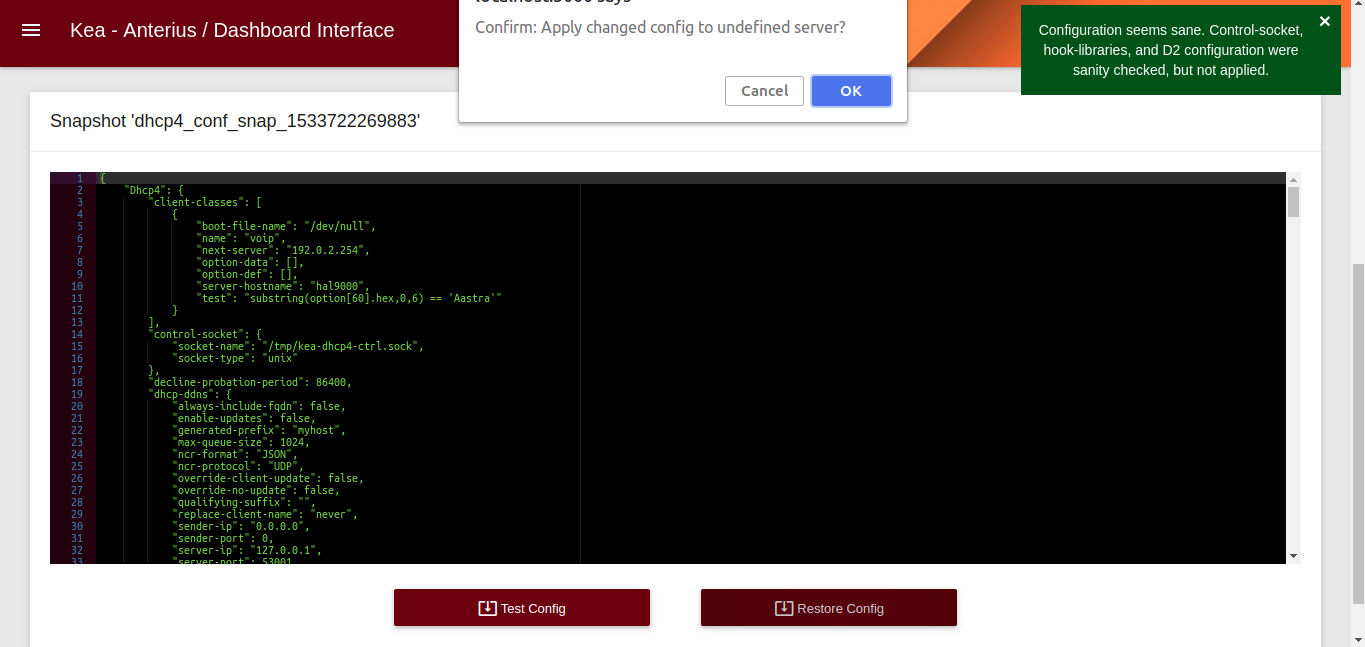 localhost:3000 says
Kea - Anterius / Dashboard Interface
Confirm: Apply changed config to undefined server?
Cancel
OK
Configuration seems sane. Control-socket,
hook-libraries, and D2 configuration were
sanity checked, but not applied.
Snapshot 'dhcp4_conf_snap_1533722269883'
1 {
2 "Dhcp4": {
3 "client-classes": [
4 {
5 "boot-file-name": "/dev/null",
6 "name": "voip",
7 "next-server": "192.0.2.254",
8 "option-data": [],
9 "option-def": [],
10 "server-hostname": "hal9000",
11 "test": "substring(option[60].hex,0,6) == 'Aastra'"
12 }
13 ],
14 "control-socket": {
15 "socket-name": "/tmp/kea-dhcp4-ctrl.sock",
16 "socket-type": "unix"
17 },
18 "decline-probation-period": 86400,
19 "dhcp-ddns": {
20 "always-include-fqdn": false,
21 "enable-updates": false,
22 "generated-prefix": "myhost",
23 "max-queue-size": 1024,
24 "ncr-format": "JSON",
25 "ncr-protocol": "UDP",
26 "override-client-update": false,
27 "override-no-update": false,
28 "qualifying-suffix": "",
29 "replace-client-name": "never",
30 "sender-ip": "0.0.0.0",
31 "sender-port": 0,
32 "server-ip": "127.0.0.1",
33 "server-port": 53001
Test Config
Restore Config